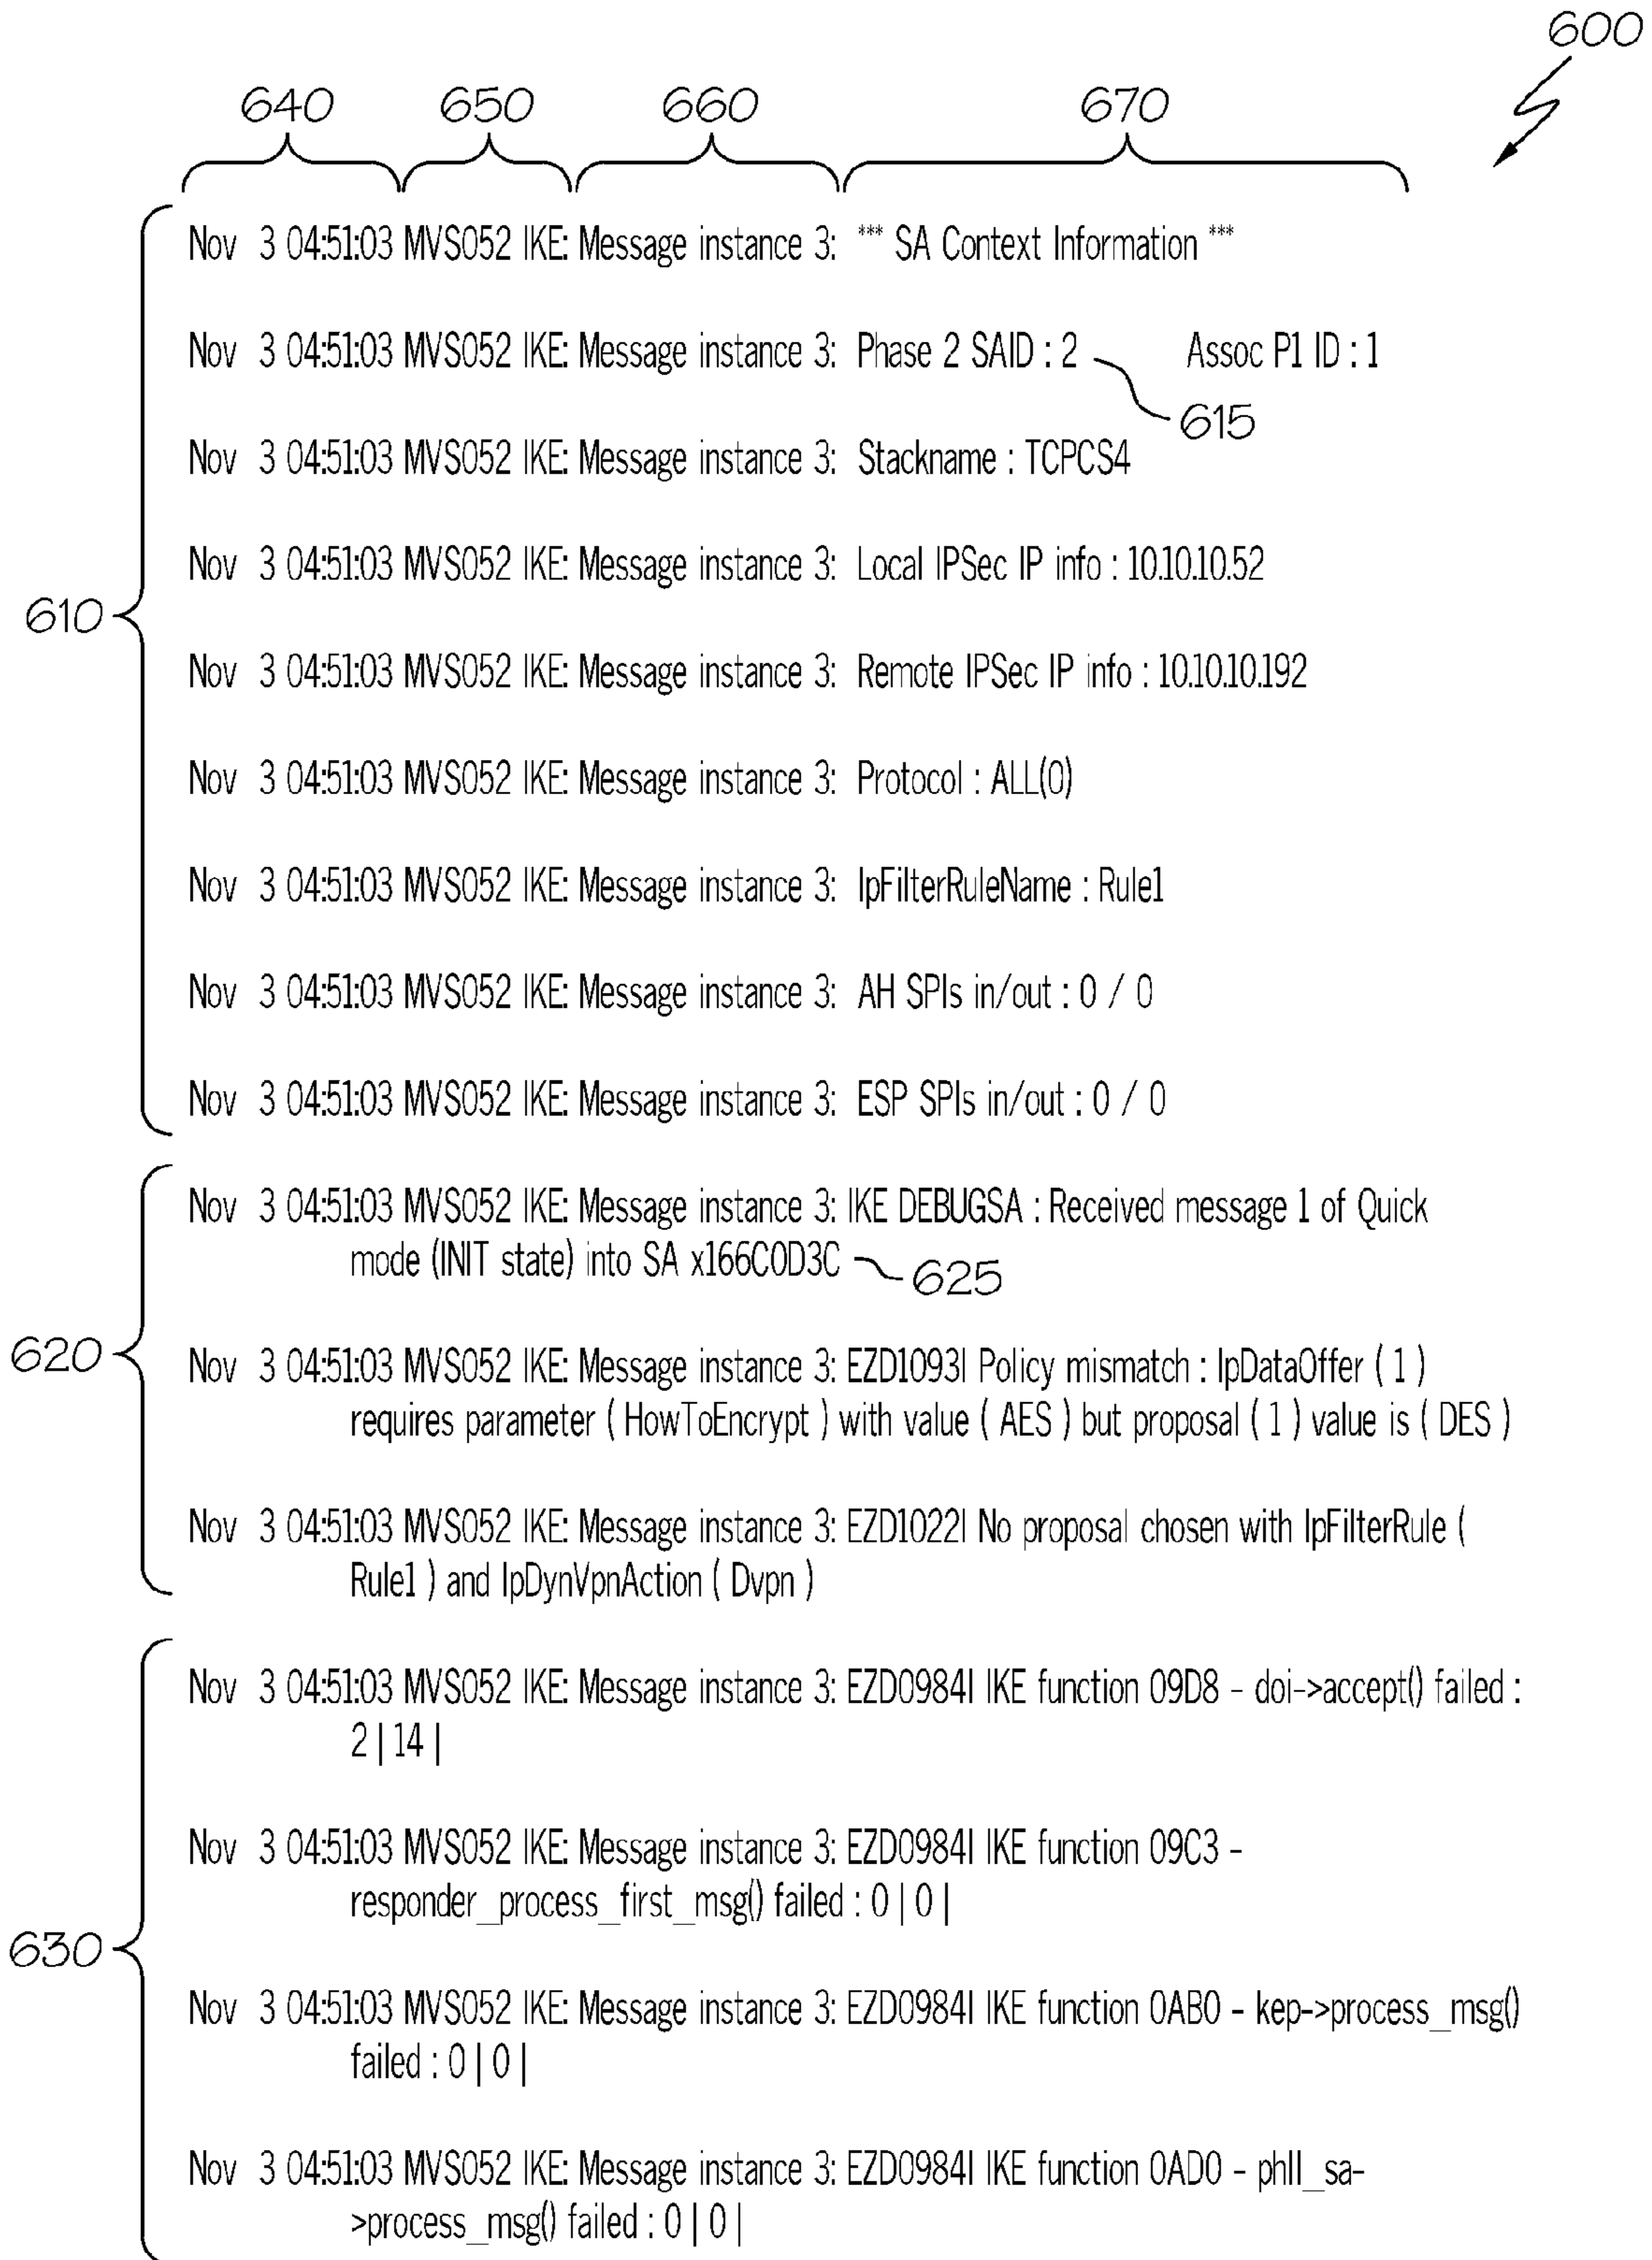 600
640 650 660 670
Nov 3 04:51:03 MVS052 IKE: Message instance 3: *** SA Context Information ***
Nov 3 04:51:03 MVS052 IKE: Message instance 3: Phase 2 SAID : 2 Assoc P1 ID : 1
615
Nov 3 04:51:03 MVS052 IKE: Message instance 3: Stackname : TCPCS4
Nov 3 04:51:03 MVS052 IKE: Message instance 3: Local IPSec IP info : 10.10.10.52
610
Nov 3 04:51:03 MVS052 IKE: Message instance 3: Remote IPSec IP info : 10.10.10.192
Nov 3 04:51:03 MVS052 IKE: Message instance 3: Protocol : ALL(0)
Nov 3 04:51:03 MVS052 IKE: Message instance 3: IpFilterRuleName : Rule1
Nov 3 04:51:03 MVS052 IKE: Message instance 3: AH SPIs in/out : 0 / 0
Nov 3 04:51:03 MVS052 IKE: Message instance 3: ESP SPIs in/out : 0 / 0
Nov 3 04:51:03 MVS052 IKE: Message instance 3: IKE DEBUGSA : Received message 1 of Quick
mode (INIT state) into SA x166C0D3C 625
620
Nov 3 04:51:03 MVS052 IKE: Message instance 3: EZD1093I Policy mismatch : IpDataOffer ( 1 )
requires parameter ( HowToEncrypt ) with value ( AES ) but proposal ( 1 ) value is ( DES )
Nov 3 04:51:03 MVS052 IKE: Message instance 3: EZD1022I No proposal chosen with IpFilterRule (
Rule1 ) and IpDynVpnAction ( Dvpn )
Nov 3 04:51:03 MVS052 IKE: Message instance 3: EZD0984I IKE function 09D8 - doi->accept() failed :
2 | 14 |
Nov 3 04:51:03 MVS052 IKE: Message instance 3: EZD0984I IKE function 09C3 -
responder_process_first_msg() failed : 0 | 0 |
630
Nov 3 04:51:03 MVS052 IKE: Message instance 3: EZD0984I IKE function 0AB0 - kep->process_msg()
failed : 0 | 0 |
Nov 3 04:51:03 MVS052 IKE: Message instance 3: EZD0984I IKE function 0AD0 - phII_sa-
>process_msg() failed : 0 | 0 |